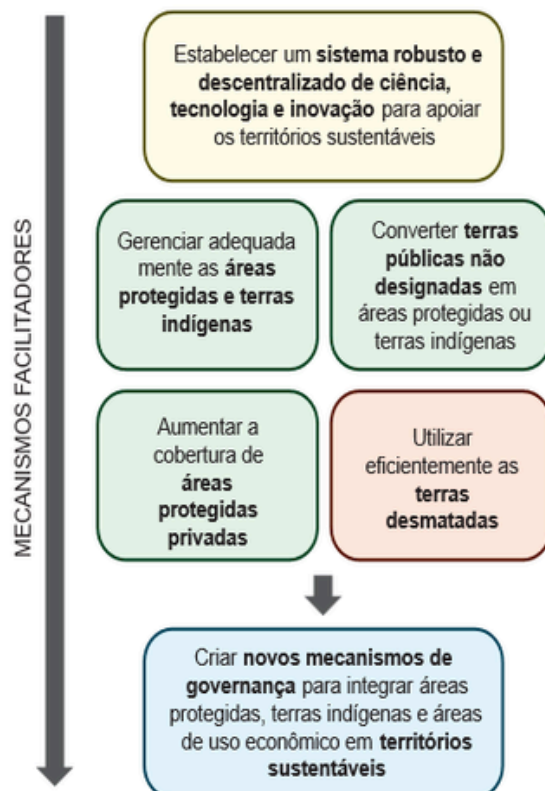 MECANISMOS FACILITADORES
Estabelecer um sistema robusto e
descentralizado de ciência,
tecnologia e inovação para apoiar
os territórios sustentáveis
Gerenciar adequada
mente as áreas
protegidas e terras
indígenas
Converter terras
públicas não
designadas em
áreas protegidas ou
terras indígenas
Aumentar a
cobertura de
áreas
protegidas
privadas
Utilizar
eficientemente as
terras
desmatadas
Criar novos mecanismos de
governança para integrar áreas
protegidas, terras indígenas e áreas
de uso econômico em territórios
sustentáveis